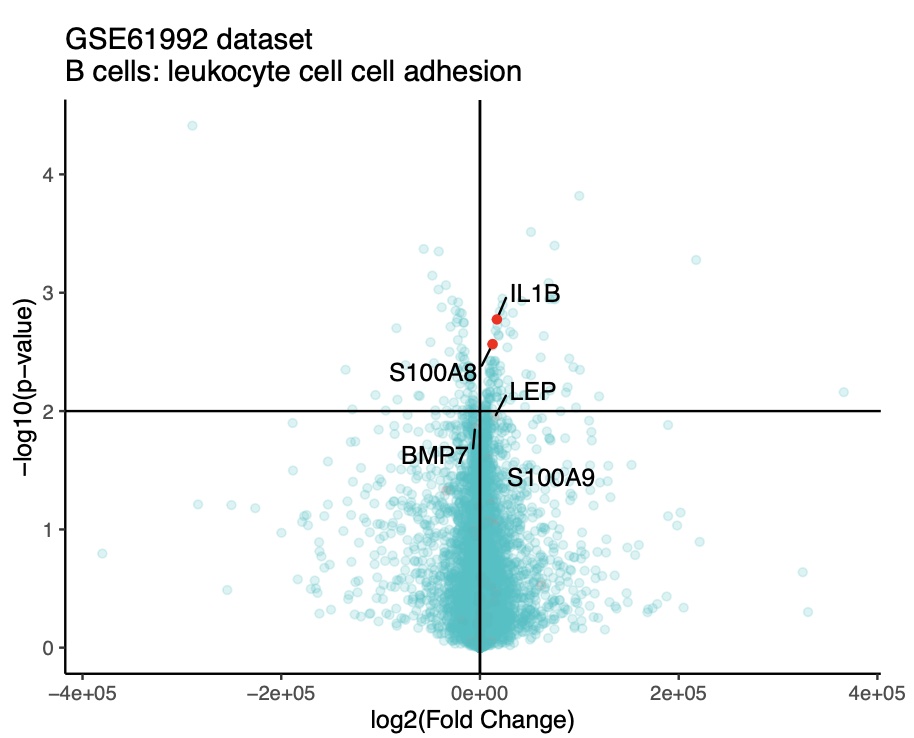 GSE61992 dataset
B cells: leukocyte cell cell adhesion
4
3
2
1
0
−log10(p−value)
IL1B
S100A8
LEP
BMP7
S100A9
−4e+05 −2e+05 0e+00 2e+05 4e+05
log2(Fold Change)